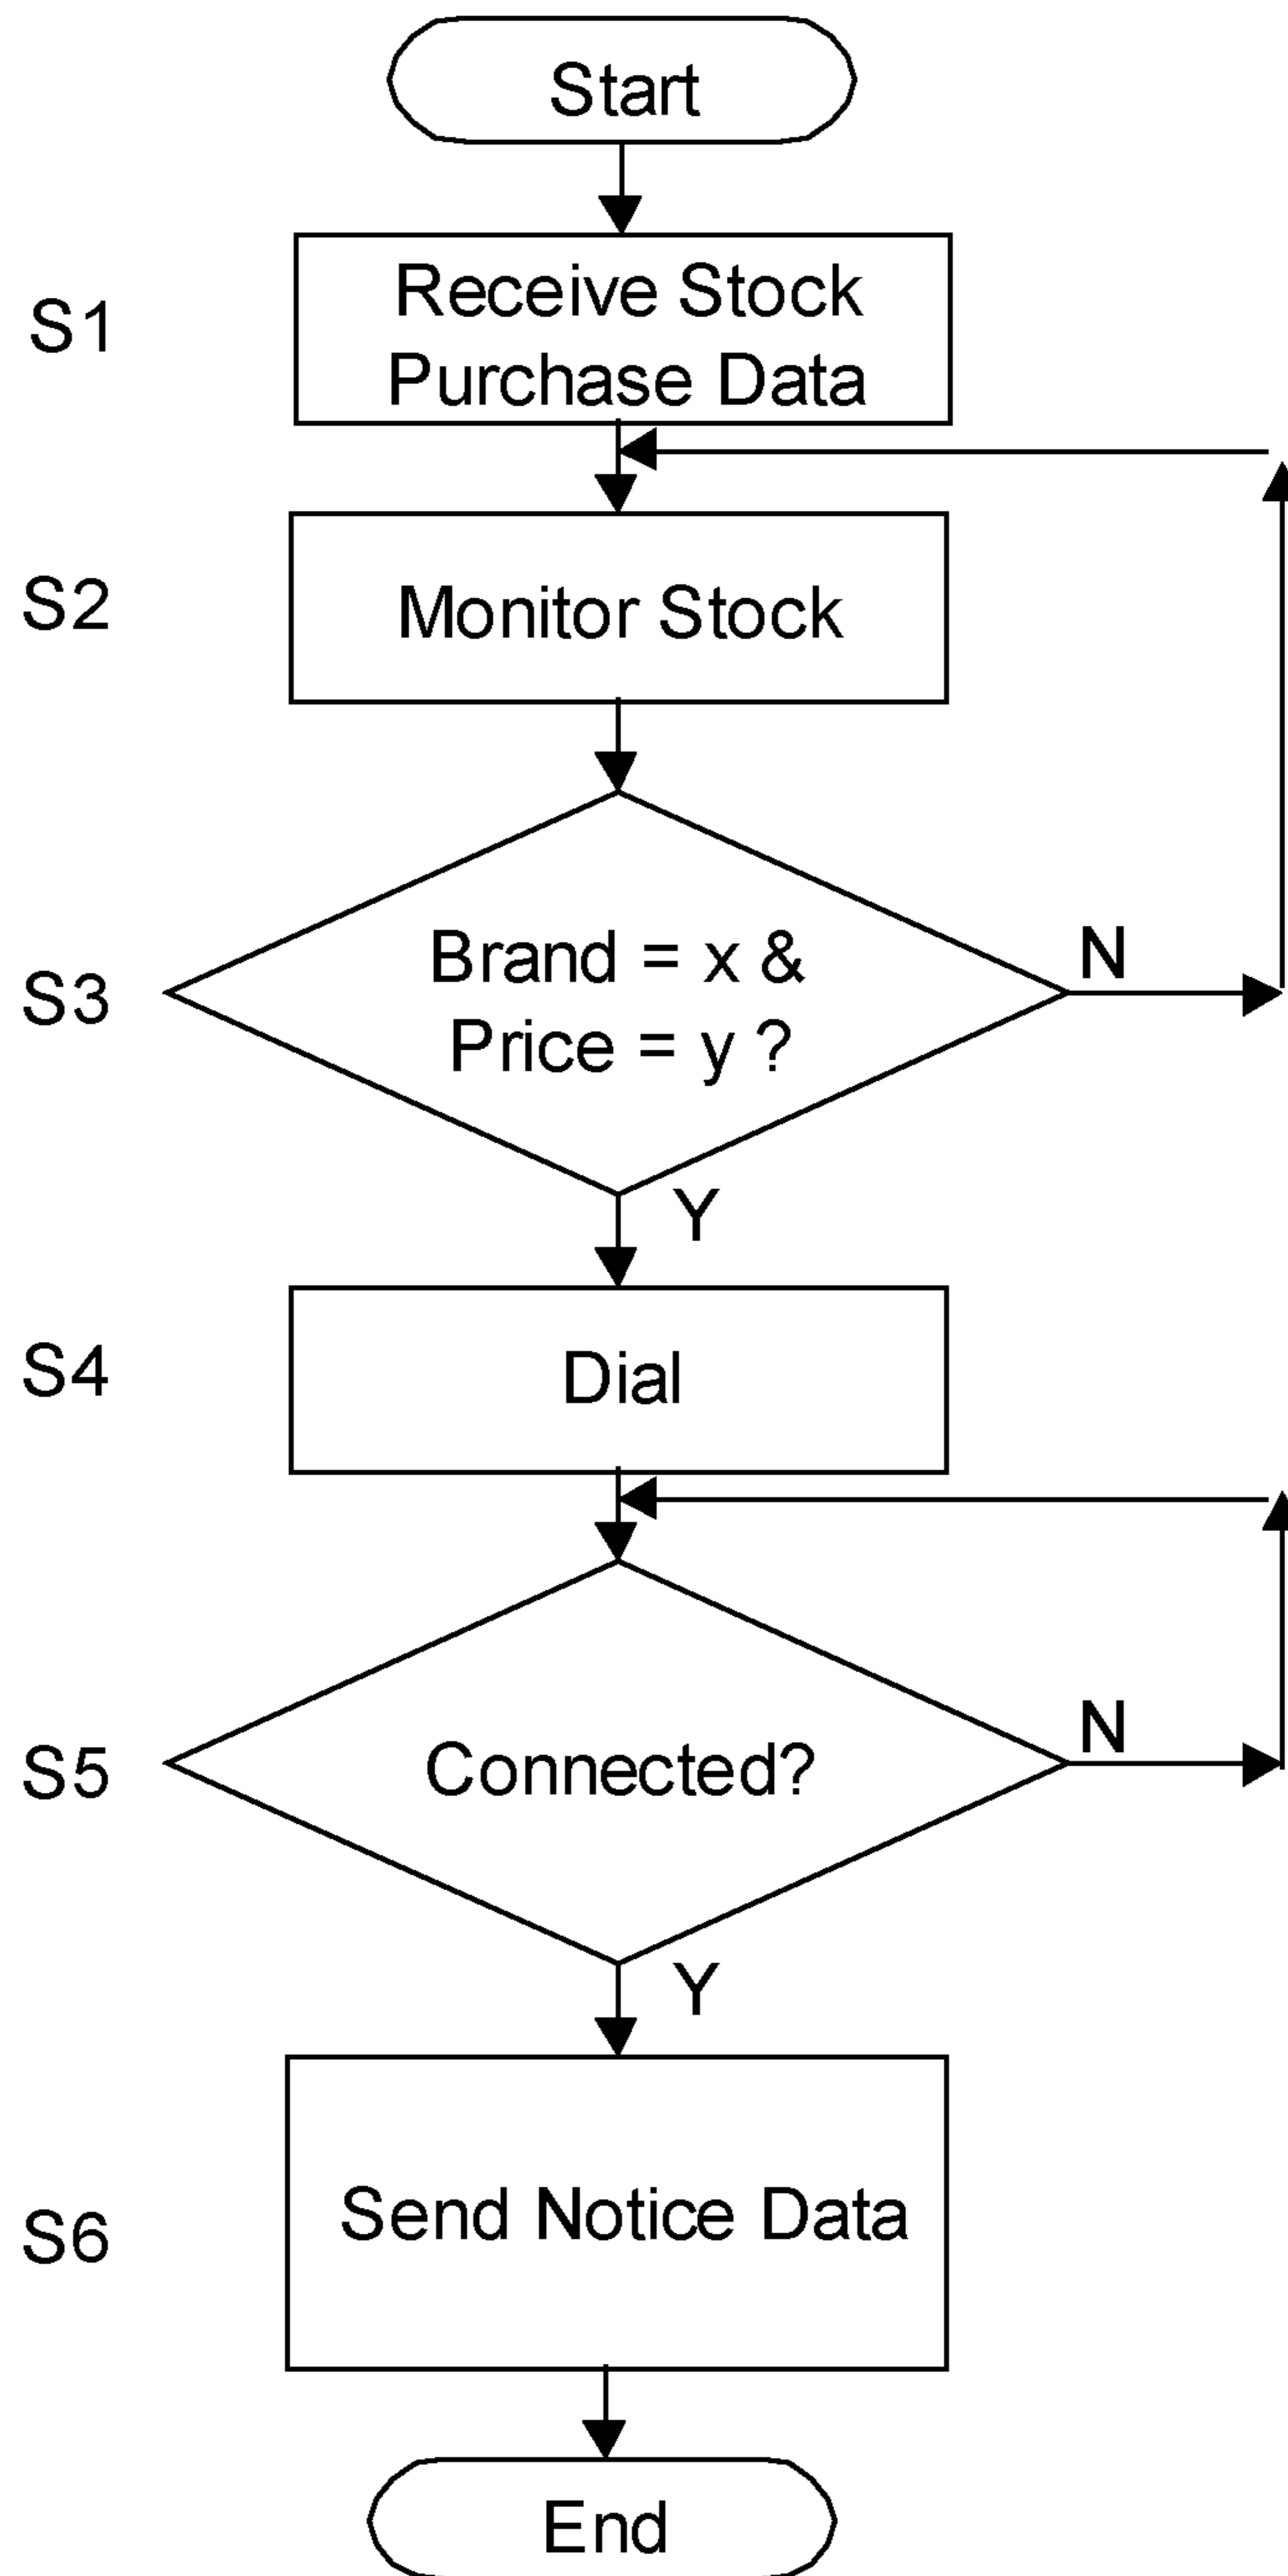 Start
S1
Receive Stock
Purchase Data
S2
Monitor Stock
S3
Brand = x &
Price = y ?
N
Y
S4
Dial
S5
Connected?
N
Y
S6
Send Notice Data
End